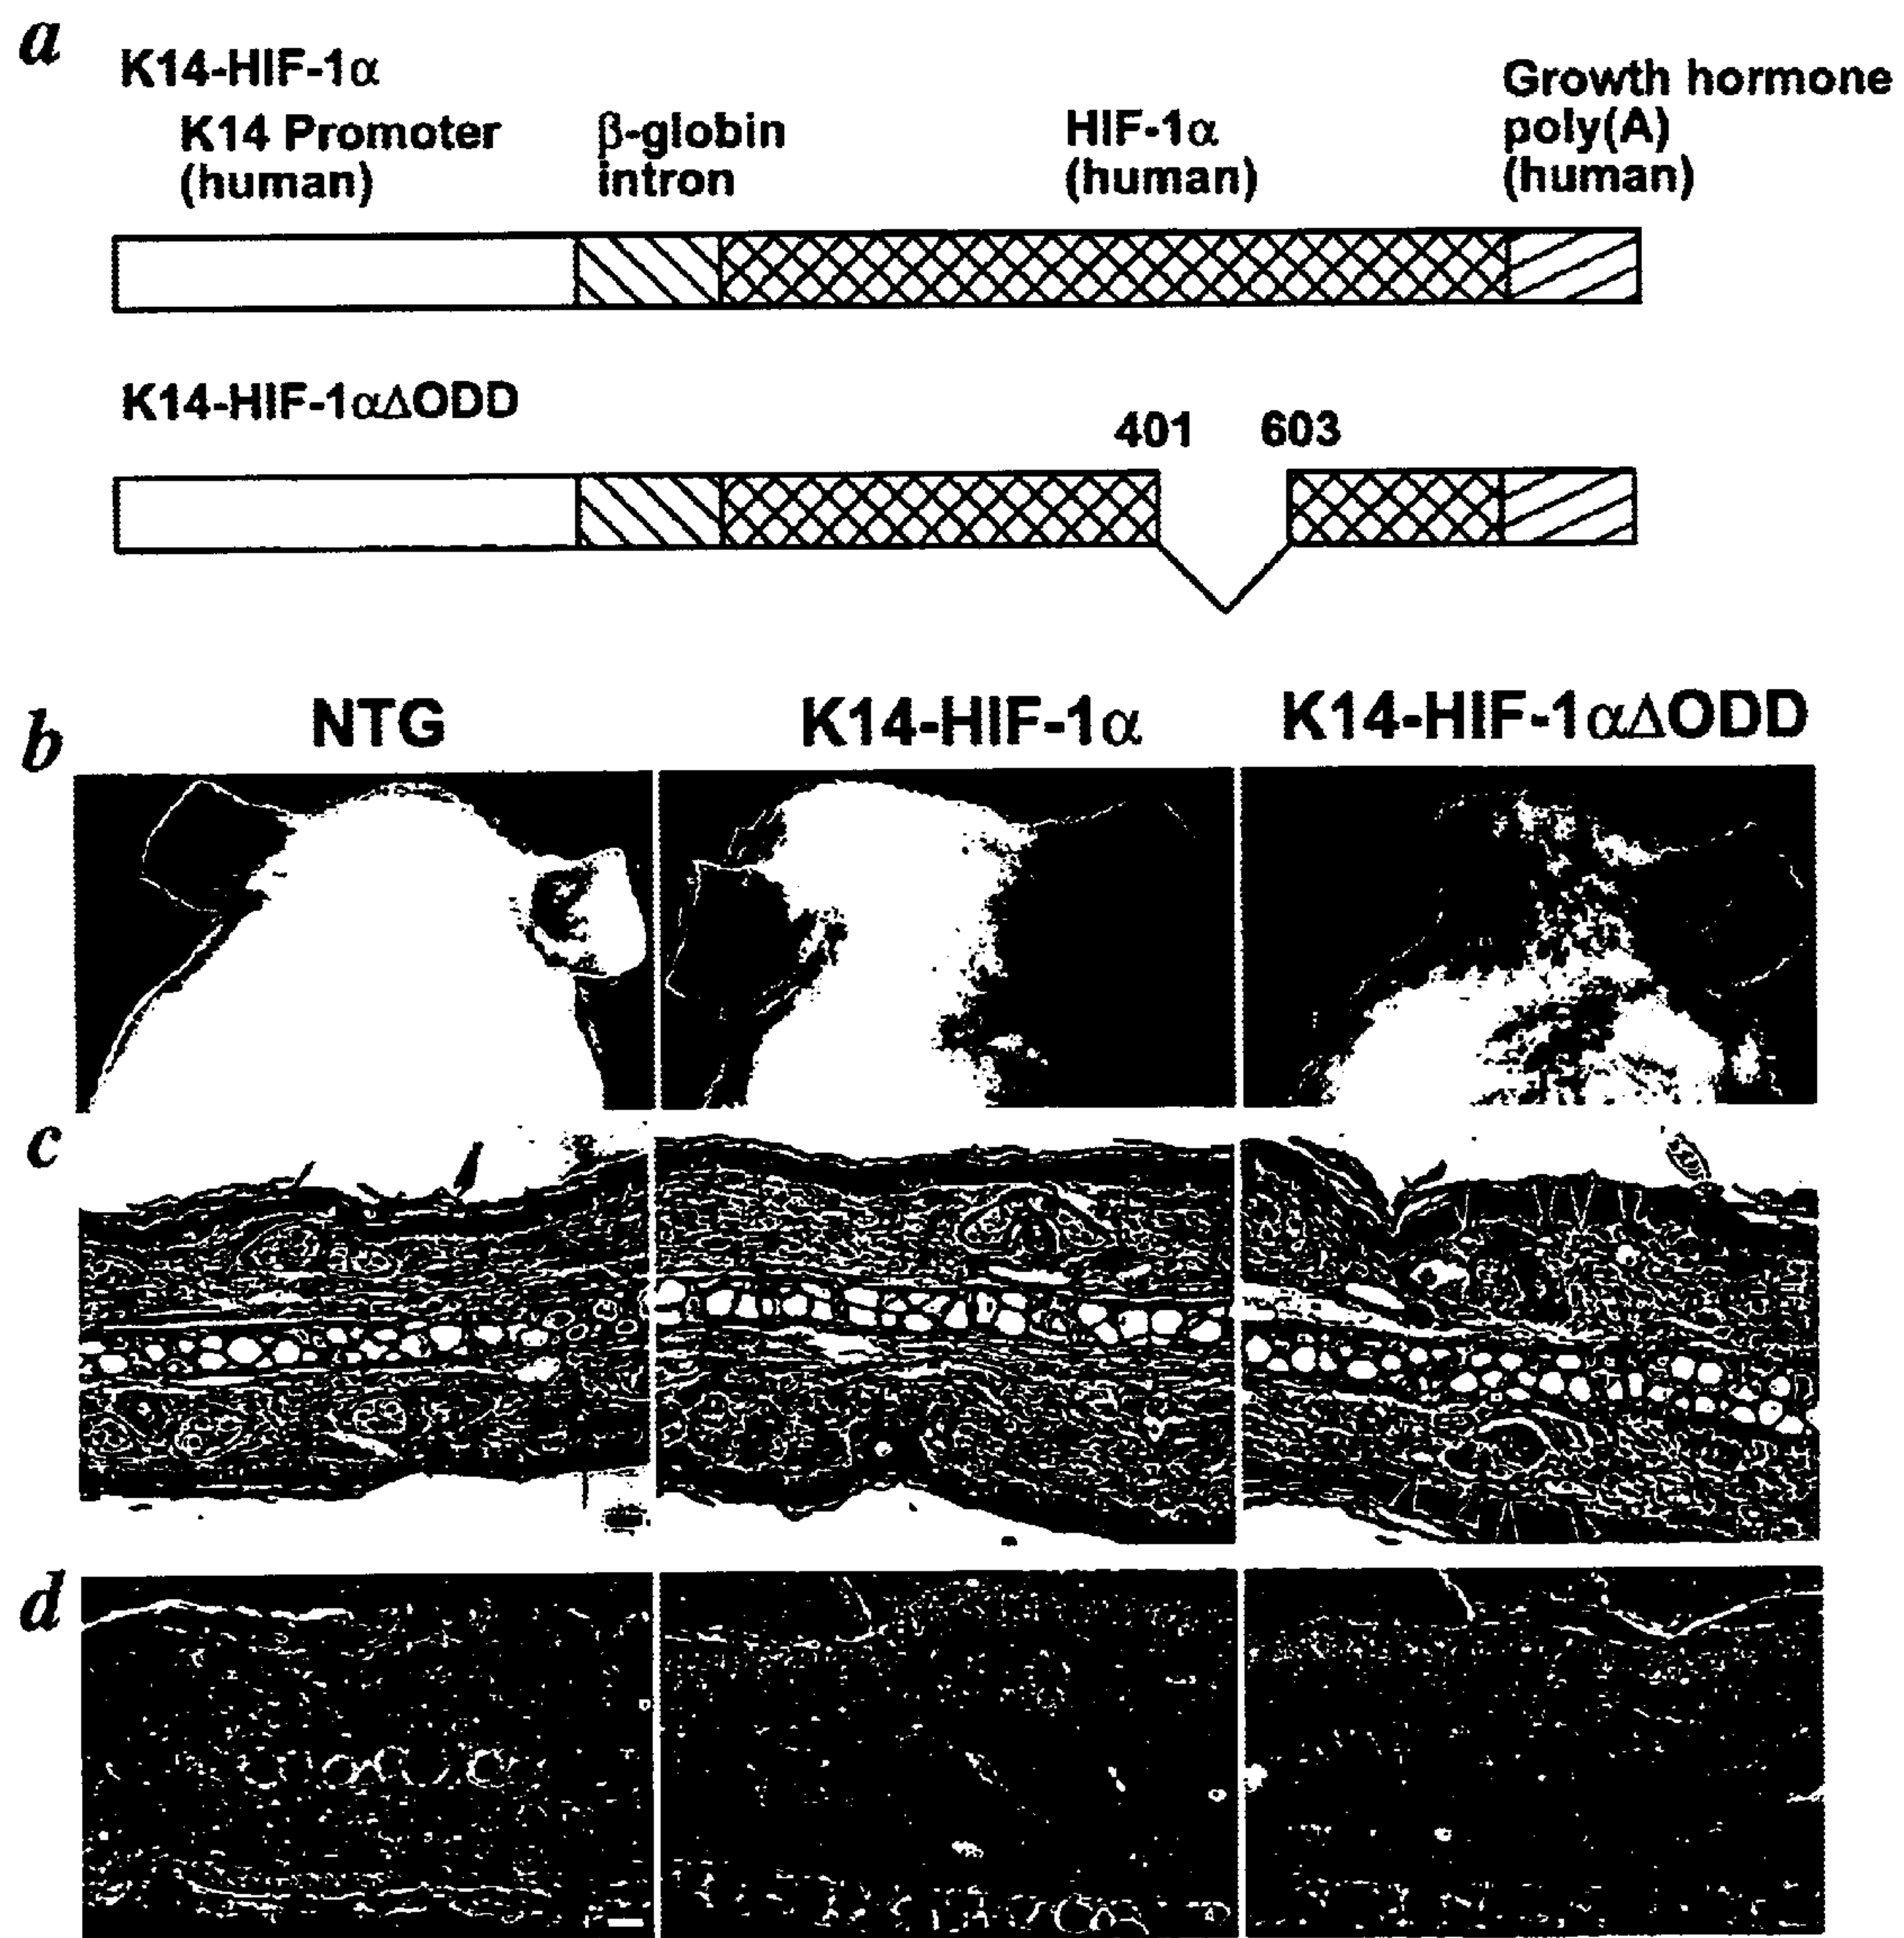 a
K14-HIF-1α
K14 Promoter
(human)
β-globin
intron
HIF-1α
(human)
Growth hormone
poly(A)
(human)
K14-HIF-1αΔODD
401
603
b
NTG
K14-HIF-1α
K14-HIF-1αΔODD
c
d